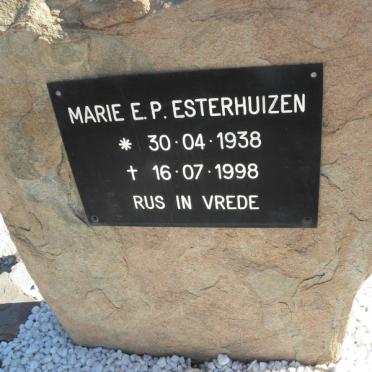 MARIE E.P. ESTERHUIZEN
* 30·04·1938
† 16·07·1998
RUS IN VREDE